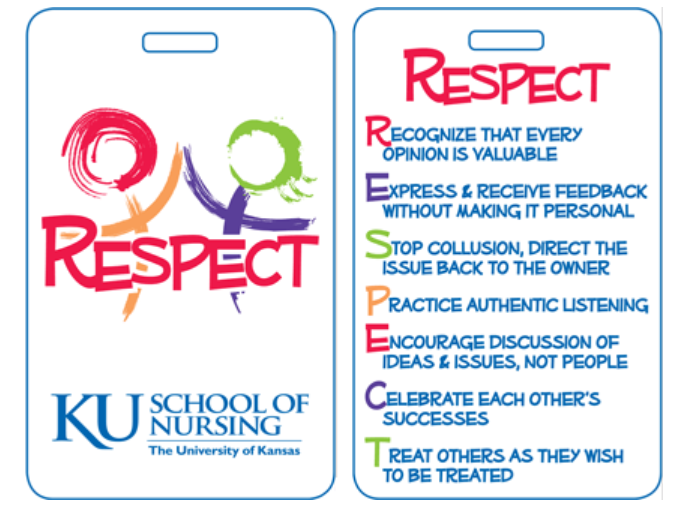 RESPECT
KU SCHOOL OF
NURSING
The University of Kansas
RESPECT
RECOGNIZE THAT EVERY
OPINION IS VALUABLE
EXPRESS & RECEIVE FEEDBACK
WITHOUT MAKING IT PERSONAL
STOP COLLUSION, DIRECT THE
ISSUE BACK TO THE OWNER
PRACTICE AUTHENTIC LISTENING
ENCOURAGE DISCUSSION OF
IDEAS & ISSUES, NOT PEOPLE
CELEBRATE EACH OTHER'S
SUCCESSES
TREAT OTHERS AS THEY WISH
TO BE TREATED